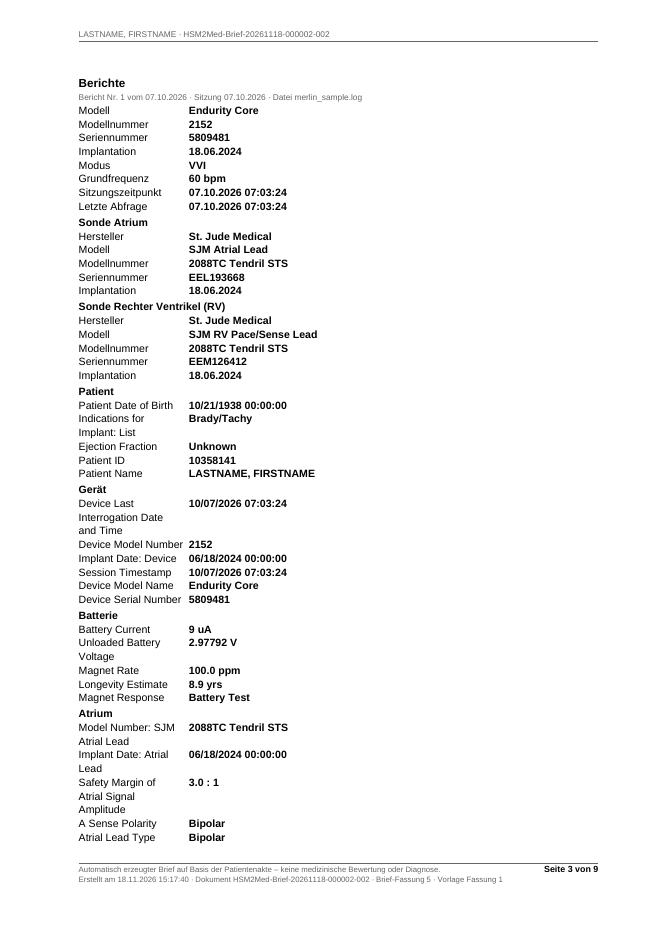 LASTNAME, FIRSTNAME · HSM2Med-Brief-20261118-000002-002
Berichte
Bericht Nr. 1 vom 07.10.2026 · Sitzung 07.10.2026 · Datei merlin_sample.log
Modell Endurity Core
Modellnummer 2152
Seriennummer 5809481
Implantation 18.06.2024
Modus VVI
Grundfrequenz 60 bpm
Sitzungszeitpunkt 07.10.2026 07:03:24
Letzte Abfrage 07.10.2026 07:03:24
Sonde Atrium
Hersteller St. Jude Medical
Modell SJM Atrial Lead
Modellnummer 2088TC Tendril STS
Seriennummer EEL193668
Implantation 18.06.2024
Sonde Rechter Ventrikel (RV)
Hersteller St. Jude Medical
Modell SJM RV Pace/Sense Lead
Modellnummer 2088TC Tendril STS
Seriennummer EEM126412
Implantation 18.06.2024
Patient
Patient Date of Birth 10/21/1938 00:00:00
Indications for Brady/Tachy
Implant: List
Ejection Fraction Unknown
Patient ID 10358141
Patient Name LASTNAME, FIRSTNAME
Gerät
Device Last 10/07/2026 07:03:24
Interrogation Date
and Time
Device Model Number 2152
Implant Date: Device 06/18/2024 00:00:00
Session Timestamp 10/07/2026 07:03:24
Device Model Name Endurity Core
Device Serial Number 5809481
Batterie
Battery Current 9 uA
Unloaded Battery 2.97792 V
Voltage
Magnet Rate 100.0 ppm
Longevity Estimate 8.9 yrs
Magnet Response Battery Test
Atrium
Model Number: SJM 2088TC Tendril STS
Atrial Lead
Implant Date: Atrial 06/18/2024 00:00:00
Lead
Safety Margin of 3.0 : 1
Atrial Signal
Amplitude
A Sense Polarity Bipolar
Atrial Lead Type Bipolar
Automatisch erzeugter Brief auf Basis der Patientenakte – keine medizinische Bewertung oder Diagnose. Seite 3 von 9
Erstellt am 18.11.2026 15:17:40 · Dokument HSM2Med-Brief-20261118-000002-002 · Brief-Fassung 5 · Vorlage Fassung 1